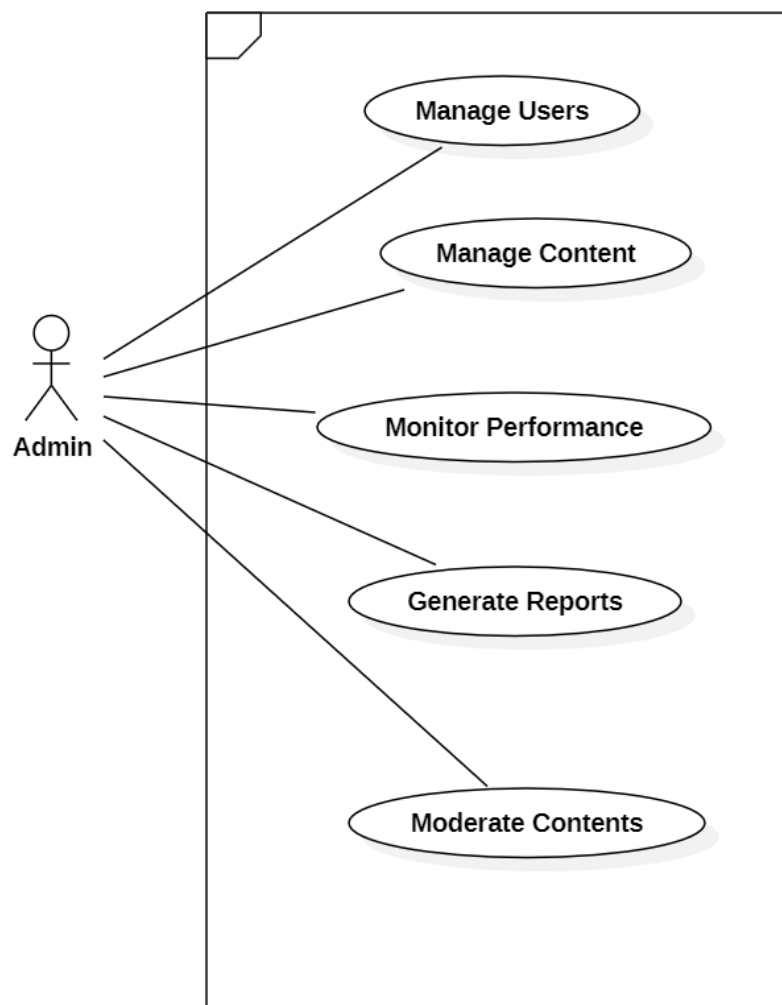 Manage Users
Manage Content
Admin
Monitor Performance
Generate Reports
Moderate Contents